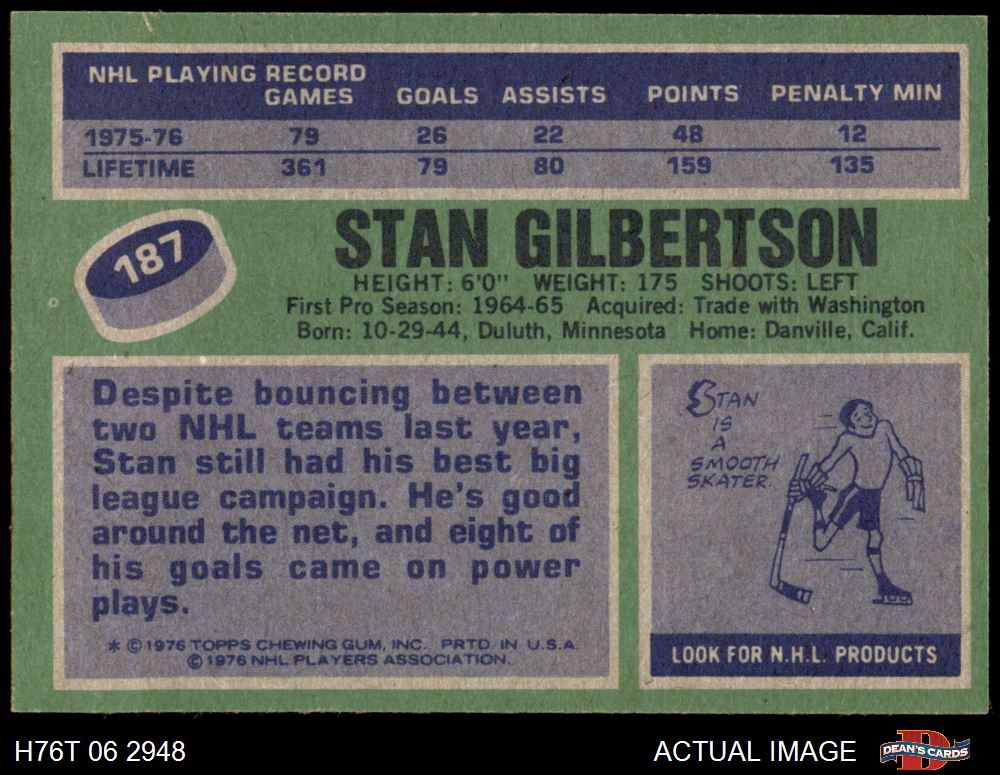 NHL PLAYING RECORD
GAMES GOALS ASSISTS POINTS PENALTY MIN
1975-76 79 26 22 48 12
LIFETIME 361 79 80 159 135
187
STAN GILBERTSON
HEIGHT: 6'0" WEIGHT: 175 SHOOTS: LEFT
First Pro Season: 1964-65 Acquired: Trade with Washington
Born: 10-29-44, Duluth, Minnesota Home: Danville, Calif.
Despite bouncing between
two NHL teams last year,
Stan still had his best big
league campaign. He's good
around the net, and eight of
his goals came on power
plays.
* ©1976 TOPPS CHEWING GUM, INC. PRTD. IN U.S.A.
©1976 NHL PLAYERS ASSOCIATION.
STAN
IS
A
SMOOTH
SKATER.
LOOK FOR N.H.L. PRODUCTS
H76T 06 2948
ACTUAL IMAGE
D
DEAN'S CARDS